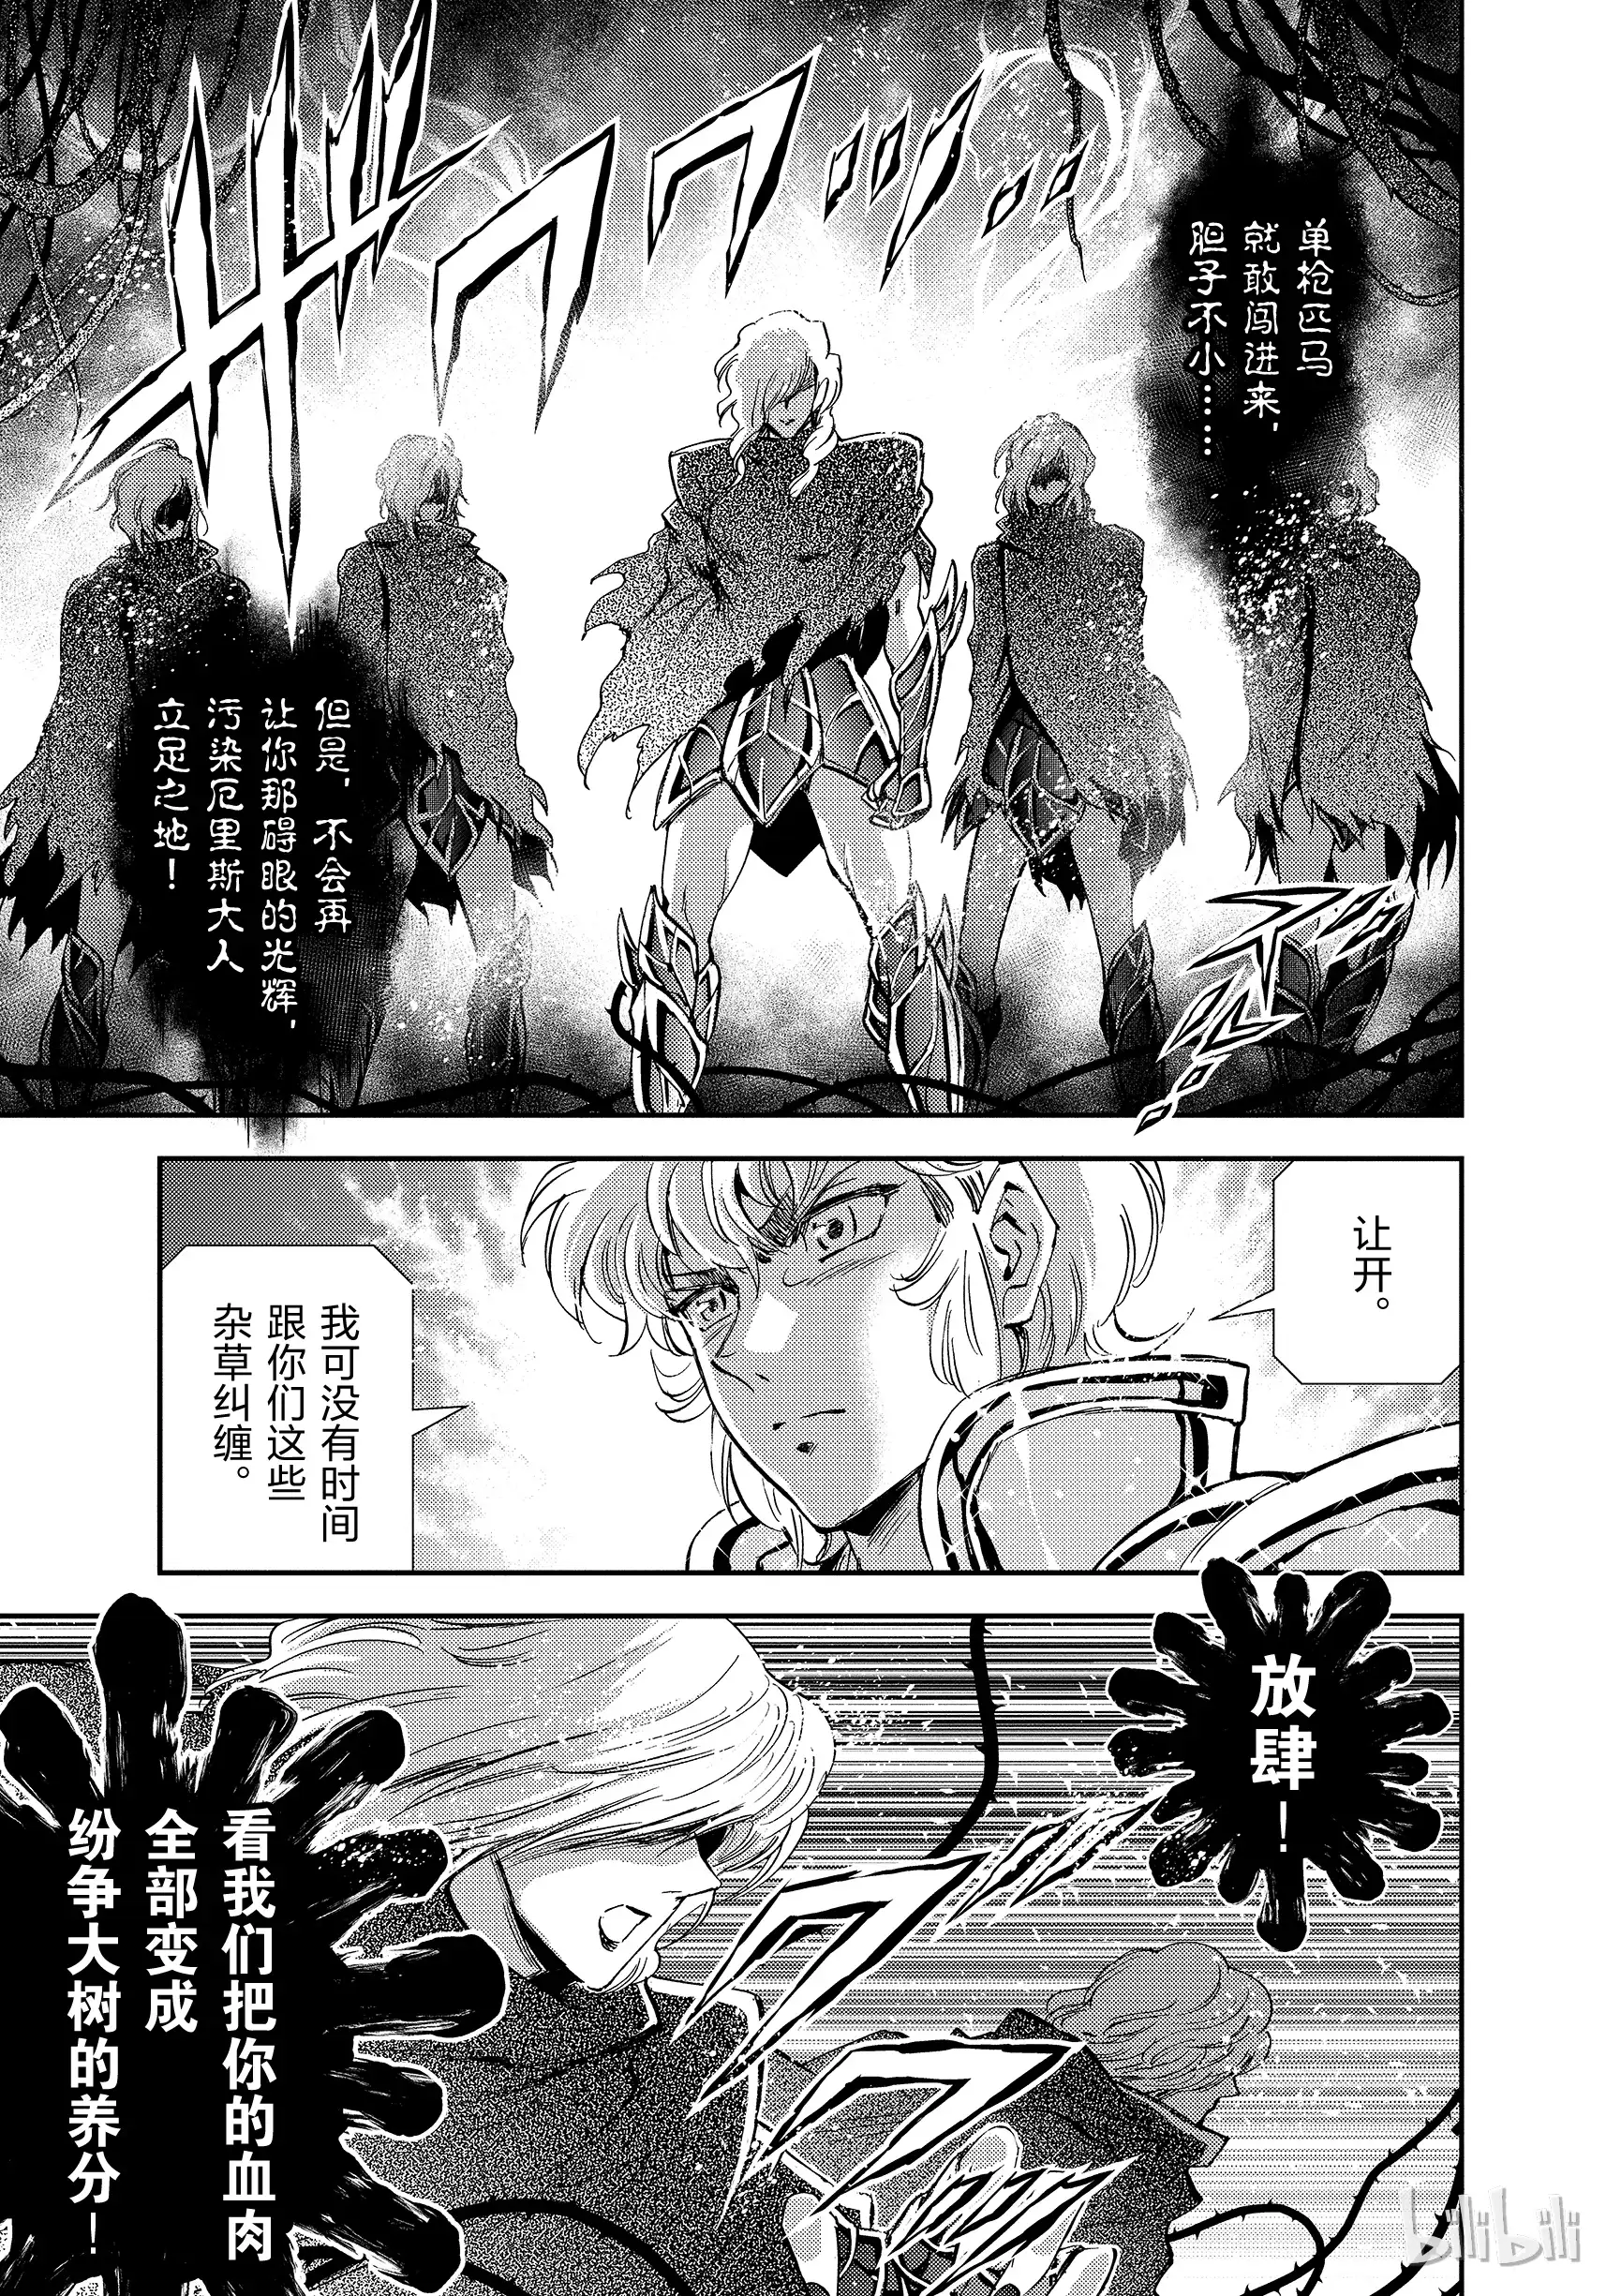 单枪匹马
就敢闯进来，
胆子不小……
但是，不会再
让你那碍眼的光辉，
污染厄里斯大人
立足之地！
让开。
我可没有时间
跟你们这些
杂草纠缠。
放肆！
看我们把你的血肉
全部变成
纷争大树的养分！
bilibili